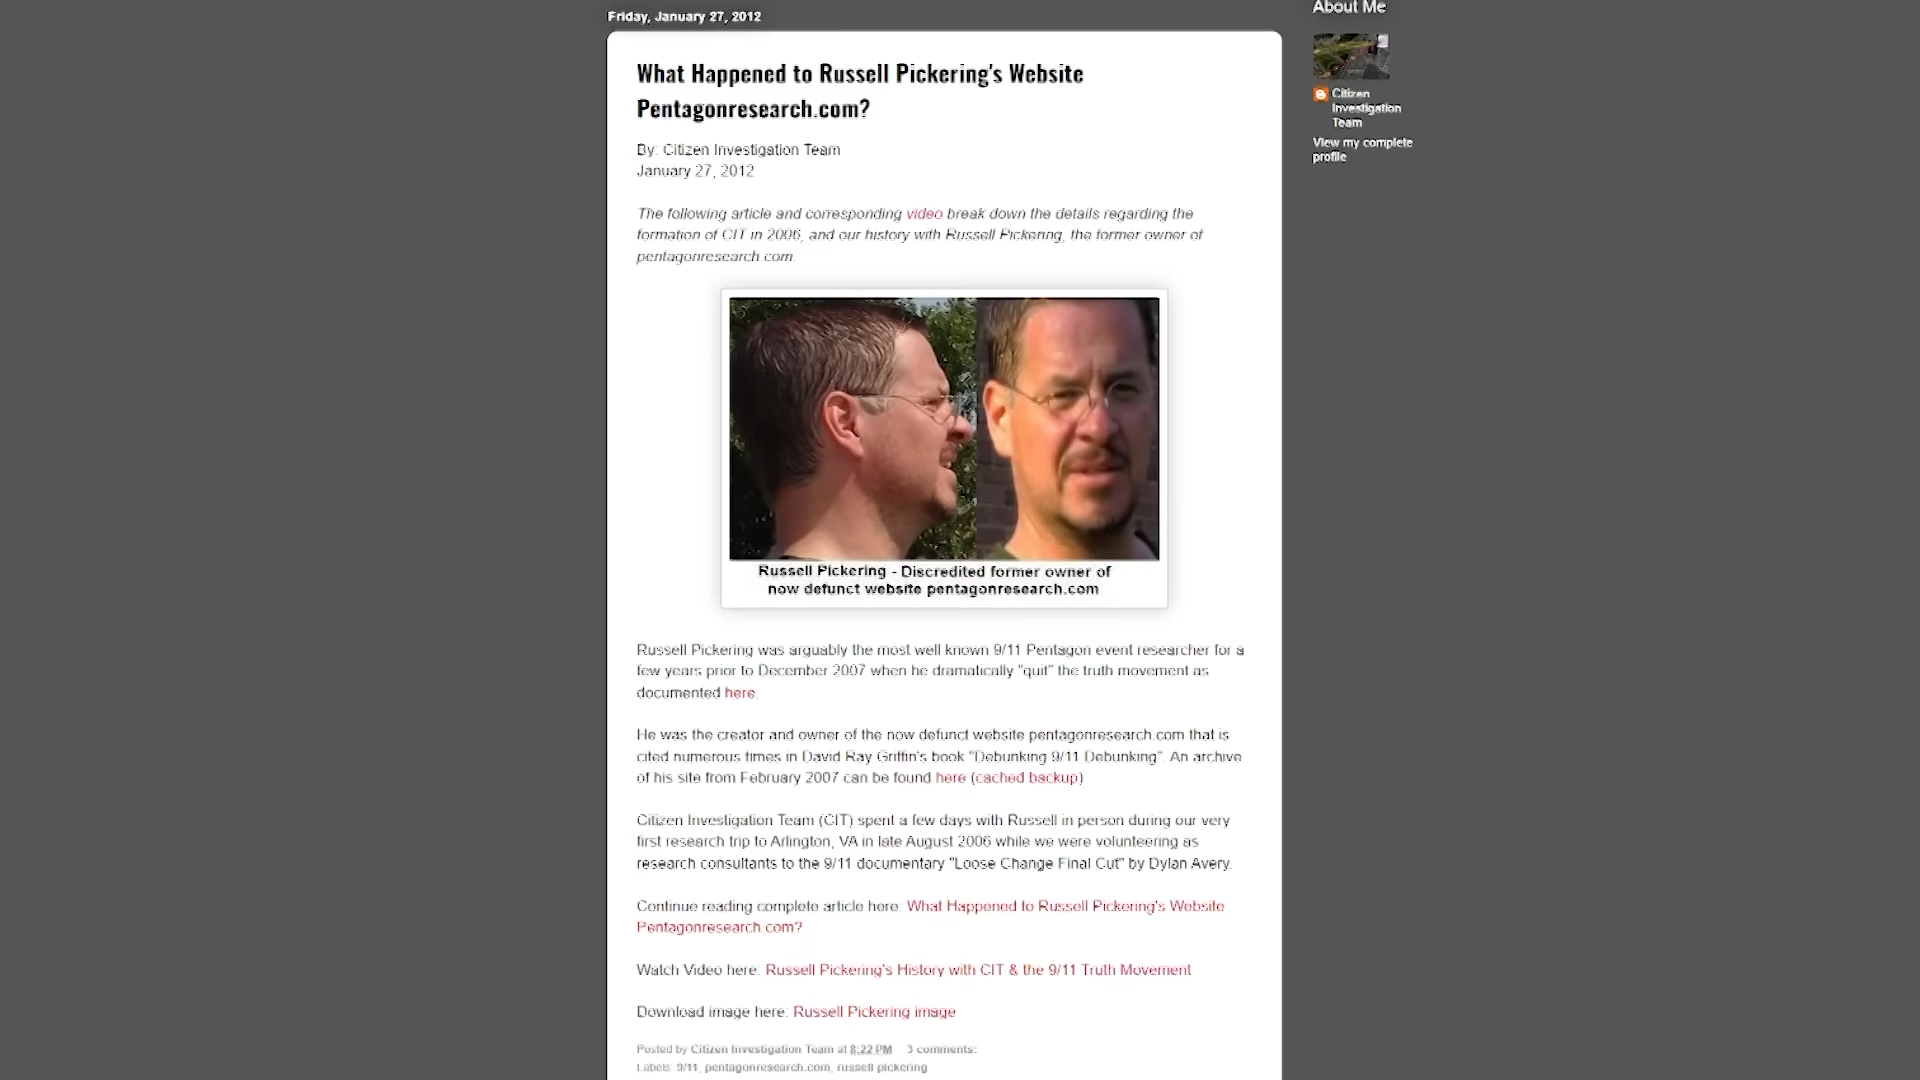 Friday, January 27, 2012
What Happened to Russell Pickering's Website
Pentagonresearch.com?
By: Citizen Investigation Team
January 27, 2012
The following article and corresponding video break down the details regarding the
formation of CIT in 2006, and our history with Russell Pickering, the former owner of
pentagonresearch.com.
Russell Pickering - Discredited former owner of
now defunct website pentagonresearch.com
Russell Pickering was arguably the most well known 9/11 Pentagon event researcher for a
few years prior to December 2007 when he dramatically "quit" the truth movement as
documented here.
He was the creator and owner of the now defunct website pentagonresearch.com that is
cited numerous times in David Ray Griffin's book "Debunking 9/11 Debunking". An archive
of his site from February 2007 can be found here (cached backup)
Citizen Investigation Team (CIT) spent a few days with Russell in person during our very
first research trip to Arlington, VA in late August 2006 while we were volunteering as
research consultants to the 9/11 documentary "Loose Change Final Cut" by Dylan Avery.
Continue reading complete article here: What Happened to Russell Pickering's Website
Pentagonresearch.com?
Watch Video here: Russell Pickering's History with CIT & the 9/11 Truth Movement
Download image here: Russell Pickering image
Posted by Citizen Investigation Team at 8:22 PM 3 comments:
Labels: 9/11, pentagonresearch.com, russell pickering
About Me
Citizen
Investigation
Team
View my complete
profile